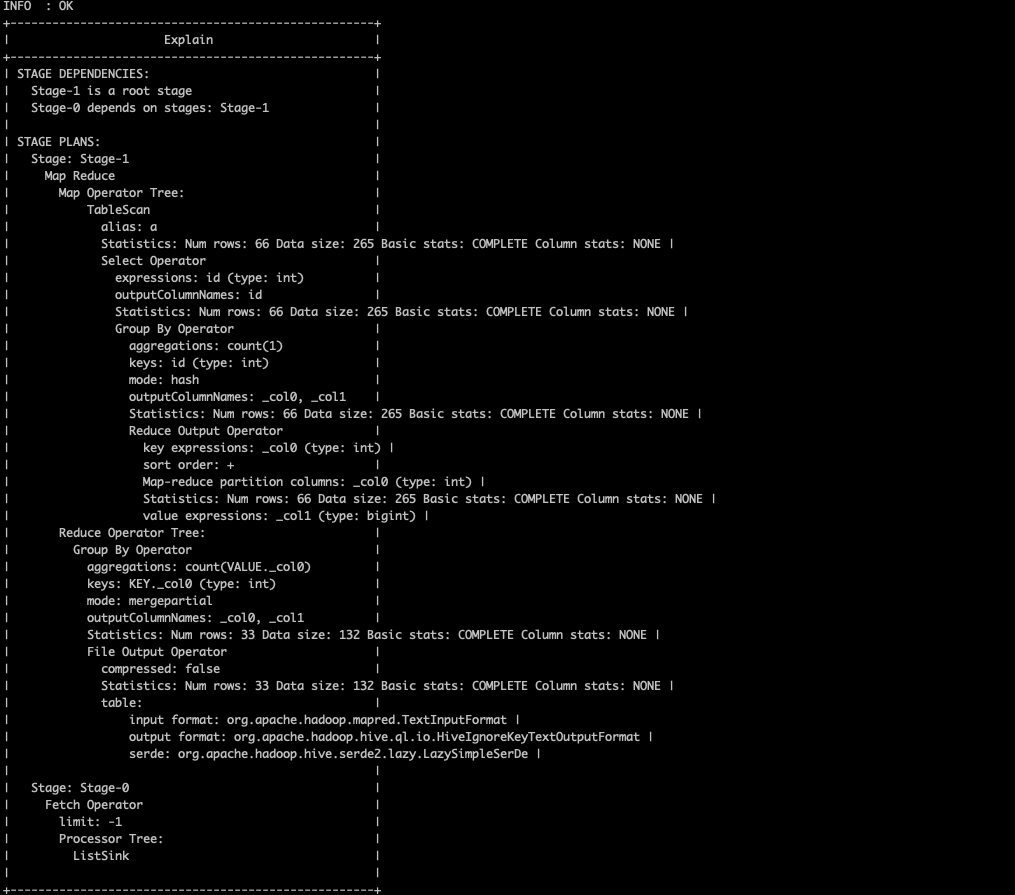 INFO  : OK
+----------------------------------------------------+
|                      Explain                       |
+----------------------------------------------------+
| STAGE DEPENDENCIES:                                |
|   Stage-1 is a root stage                          |
|   Stage-0 depends on stages: Stage-1               |
|                                                    |
| STAGE PLANS:                                       |
|   Stage: Stage-1                                   |
|     Map Reduce                                     |
|       Map Operator Tree:                           |
|           TableScan                                |
|             alias: a                               |
|             Statistics: Num rows: 66 Data size: 265 Basic stats: COMPLETE Column stats: NONE |
|             Select Operator                        |
|               expressions: id (type: int)          |
|               outputColumnNames: id                |
|               Statistics: Num rows: 66 Data size: 265 Basic stats: COMPLETE Column stats: NONE |
|               Group By Operator                    |
|                 aggregations: count(1)             |
|                 keys: id (type: int)               |
|                 mode: hash                         |
|                 outputColumnNames: _col0, _col1    |
|                 Statistics: Num rows: 66 Data size: 265 Basic stats: COMPLETE Column stats: NONE |
|                 Reduce Output Operator             |
|                   key expressions: _col0 (type: int) |
|                   sort order: +                    |
|                   Map-reduce partition columns: _col0 (type: int) |
|                   Statistics: Num rows: 66 Data size: 265 Basic stats: COMPLETE Column stats: NONE |
|                   value expressions: _col1 (type: bigint) |
|       Reduce Operator Tree:                        |
|         Group By Operator                          |
|           aggregations: count(VALUE._col0)         |
|           keys: KEY._col0 (type: int)              |
|           mode: mergepartial                       |
|           outputColumnNames: _col0, _col1          |
|           Statistics: Num rows: 33 Data size: 132 Basic stats: COMPLETE Column stats: NONE |
|           File Output Operator                     |
|             compressed: false                      |
|             Statistics: Num rows: 33 Data size: 132 Basic stats: COMPLETE Column stats: NONE |
|             table:                                 |
|                 input format: org.apache.hadoop.mapred.TextInputFormat |
|                 output format: org.apache.hadoop.hive.ql.io.HiveIgnoreKeyTextOutputFormat |
|                 serde: org.apache.hadoop.hive.serde2.lazy.LazySimpleSerDe |
|                                                    |
|   Stage: Stage-0                                   |
|     Fetch Operator                                 |
|       limit: -1                                    |
|       Processor Tree:                              |
|         ListSink                                   |
|                                                    |
+----------------------------------------------------+